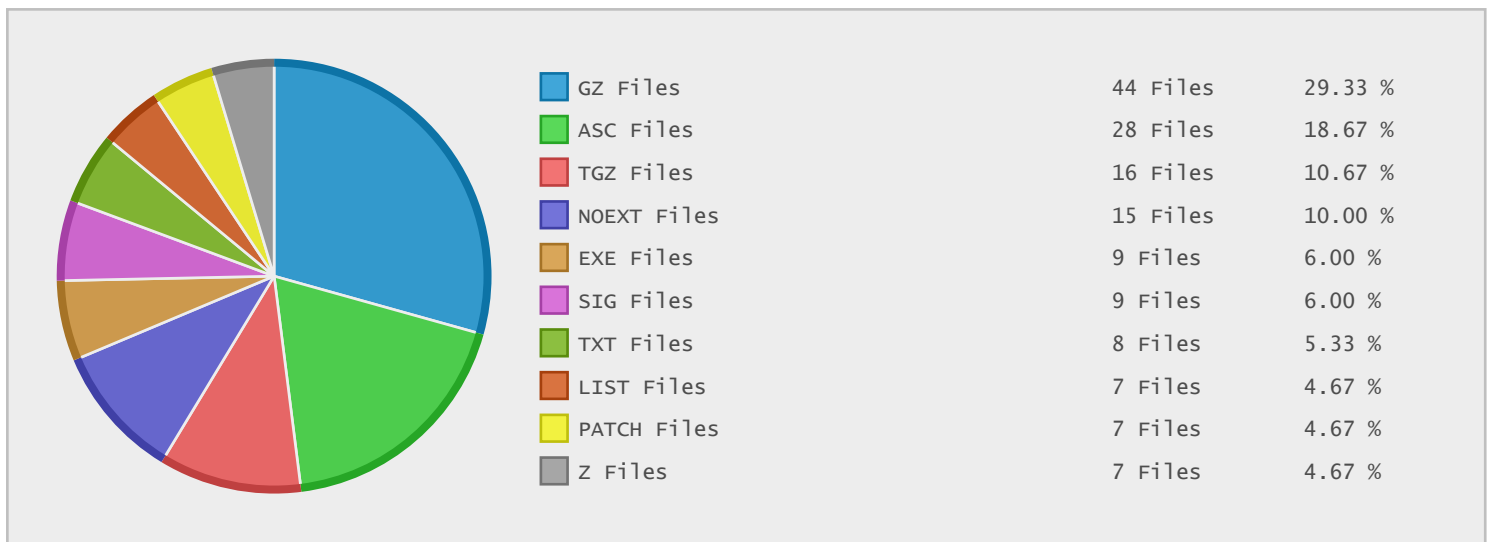 GZ Files 44 Files 29.33 %
ASC Files 28 Files 18.67 %
TGZ Files 16 Files 10.67 %
NOEXT Files 15 Files 10.00 %
EXE Files 9 Files 6.00 %
SIG Files 9 Files 6.00 %
TXT Files 8 Files 5.33 %
LIST Files 7 Files 4.67 %
PATCH Files 7 Files 4.67 %
Z Files 7 Files 4.67 %